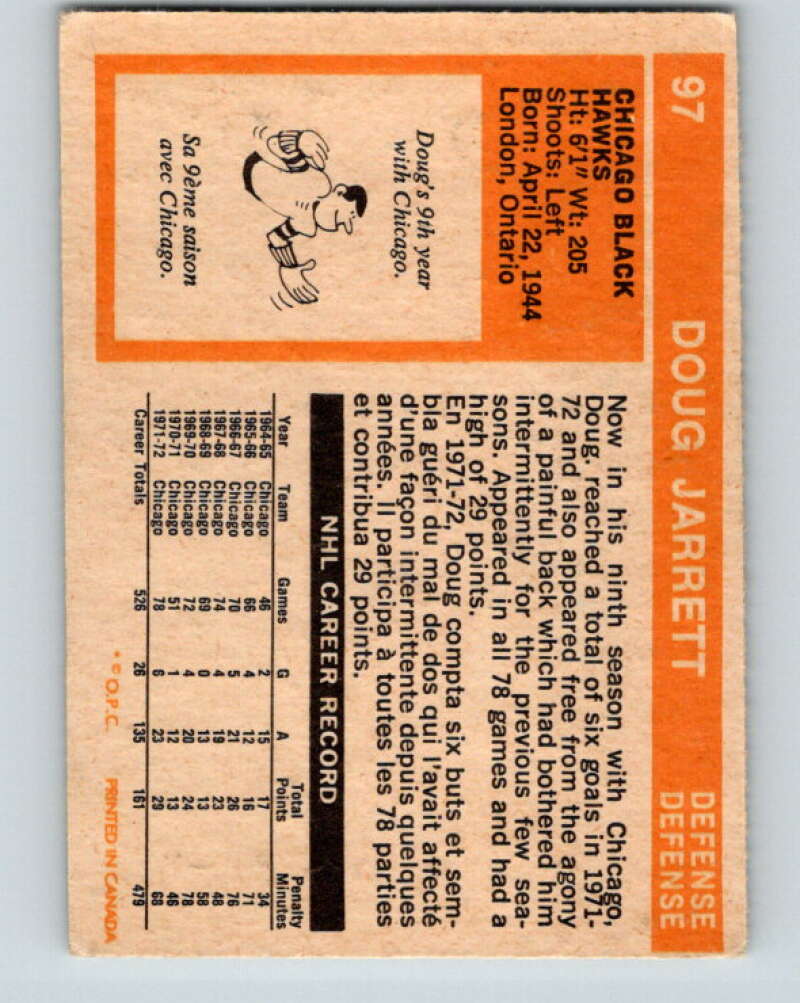 97 DOUG JARRETT DEFENSE
DEFENSE
CHICAGO BLACK
HAWKS
Ht: 6/1" Wt: 205
Shoots: Left
Born: April 22, 1944
London, Ontario
Doug's 9th year
with Chicago.
Sa 9ème saison
avec Chicago.
Now in his ninth season with Chicago,
Doug. reached a total of six goals in 1971-
72 and also appeared free from the agony
of a painful back which had bothered him
intermittently for the previous few sea-
sons. Appeared in all 78 games and had a
high of 29 points.
En 1971-72, Doug compta six buts et sem-
bla guéri du mal de dos qui l'avait affecté
d'une façon intermittente depuis quelques
années. Il participa à toutes les 78 parties
et contribua 29 points.
NHL CAREER RECORD
Year Team Games G A Total Points Penalty Minutes
1964-65 Chicago 46 2 15 17 34
1965-66 Chicago 66 4 12 16 71
1966-67 Chicago 70 5 21 26 76
1967-68 Chicago 74 4 19 23 48
1968-69 Chicago 69 0 13 13 58
1969-70 Chicago 72 4 20 24 78
1970-71 Chicago 51 1 12 13 46
1971-72 Chicago 78 6 23 29 68
Career Totals 526 26 135 161 479
* © O.P.C. PRINTED IN CANADA